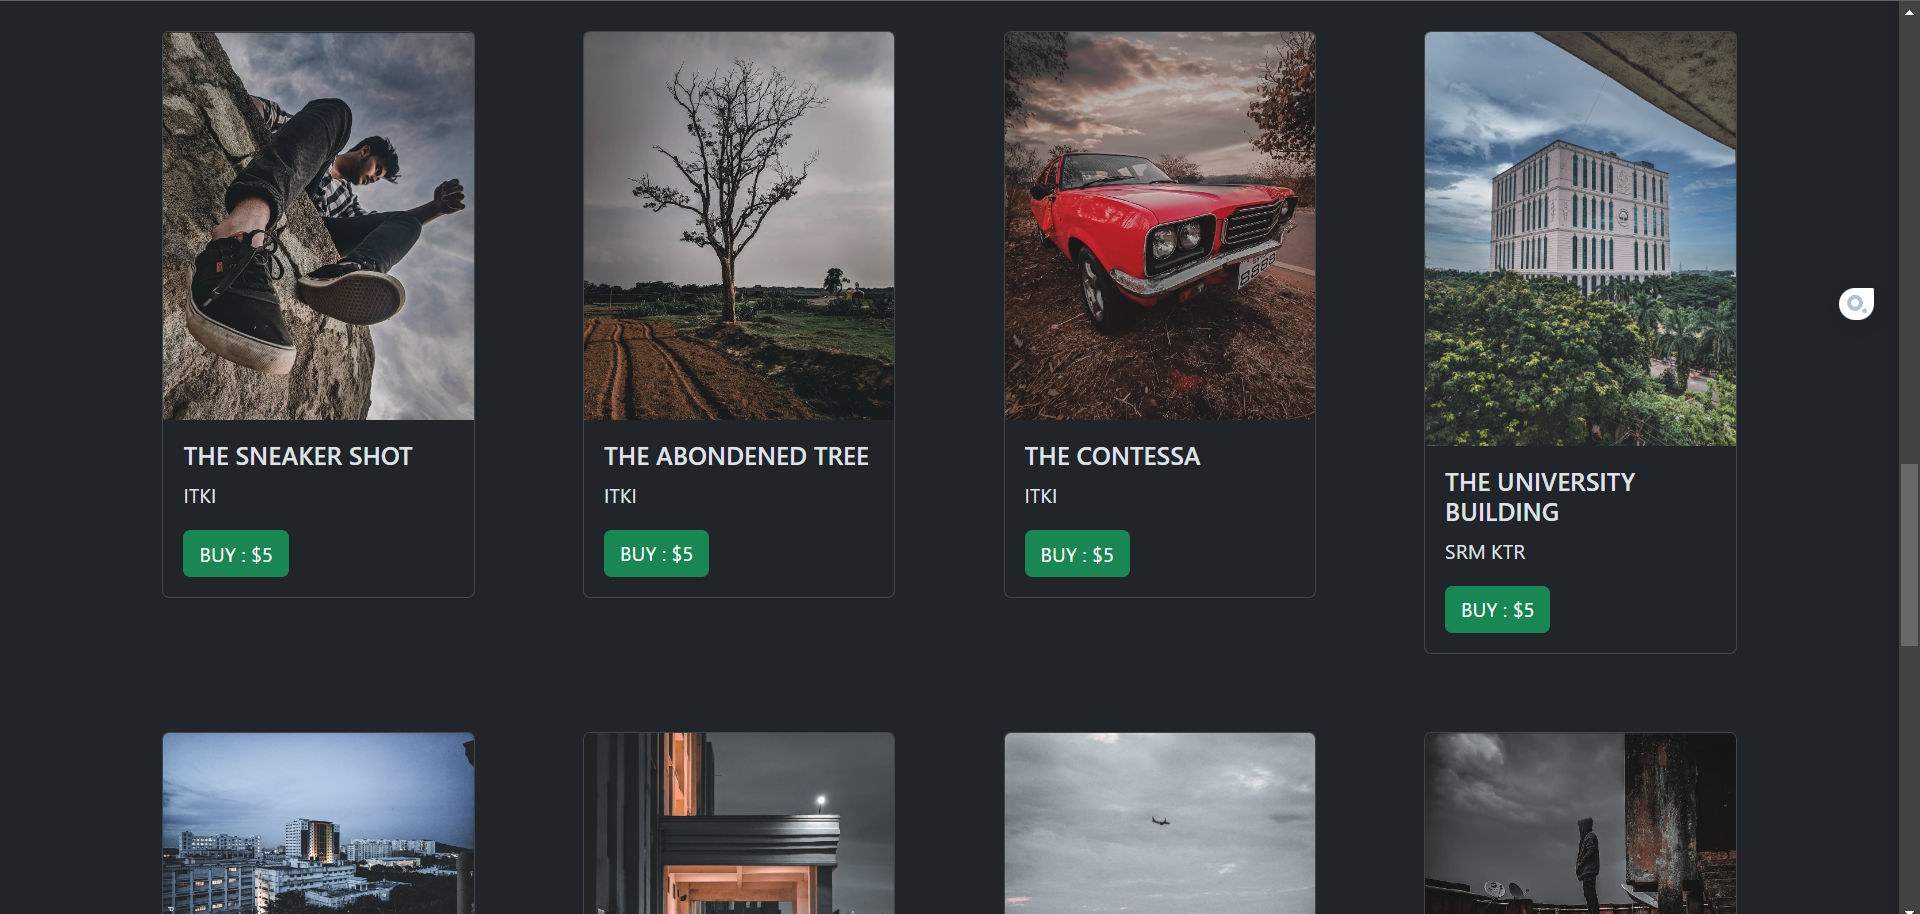 THE SNEAKER SHOT
ITKI
BUY : $5
THE ABONDENED TREE
ITKI
BUY : $5
8888
THE CONTESSA
ITKI
BUY : $5
THE UNIVERSITY
BUILDING
SRM KTR
BUY : $5